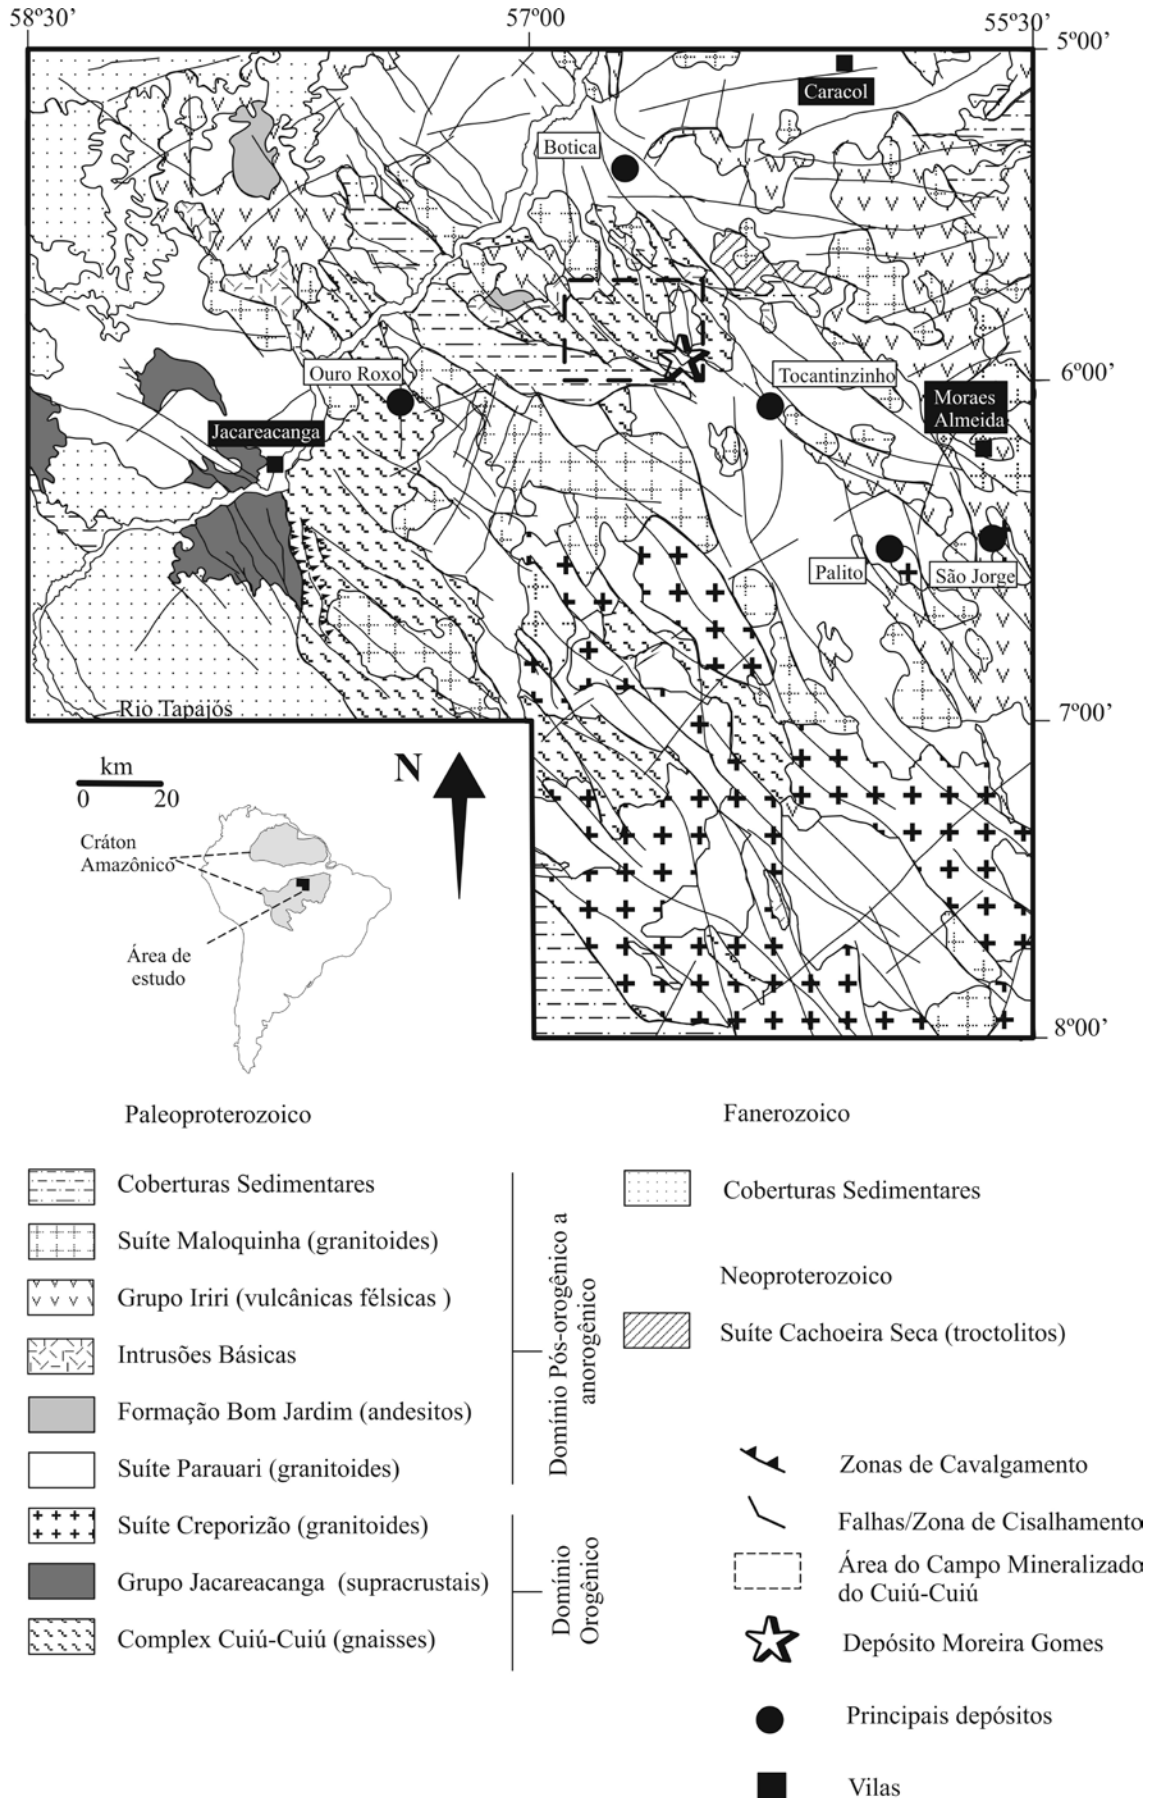 58º30’
57º00
55º30’
5º00’
Caracol
Botica
Ouro Roxo
6º00’
Tocantinzinho
Moraes
Almeida
Jacareacanga
Palito
São Jorge
Rio Tapajós
7º00’
km
0 20
N
Cráton
Amazônico
Área de
estudo
8º00’
Paleoproterozoico
Coberturas Sedimentares
Suíte Maloquinha (granitoides)
Grupo Iriri (vulcânicas félsicas )
Intrusões Básicas
Formação Bom Jardim (andesitos)
Suíte Parauari (granitoides)
Suíte Creporizão (granitoides)
Grupo Jacareacanga (supracrustais)
Complex Cuiú-Cuiú (gnaisses)
Domínio Pós-orogênico a
anorogênico
Domínio
Orogênico
Fanerozoico
Coberturas Sedimentares
Neoproterozoico
Suíte Cachoeira Seca (troctolitos)
Zonas de Cavalgamento
Falhas/Zona de Cisalhamento
Área do Campo Mineralizado
do Cuiú-Cuiú
Depósito Moreira Gomes
Principais depósitos
Vilas